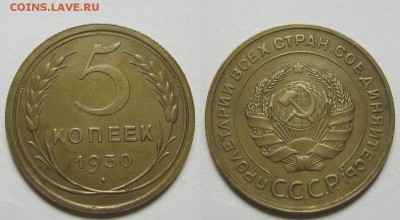 COINS.LAVE.RU
5
КОПЕЕК
1930
ПРОЛЕТАРИИ ВСЕХ СТРАН, СОЕДИНЯЙТЕСЬ!
С.С.С.Р.